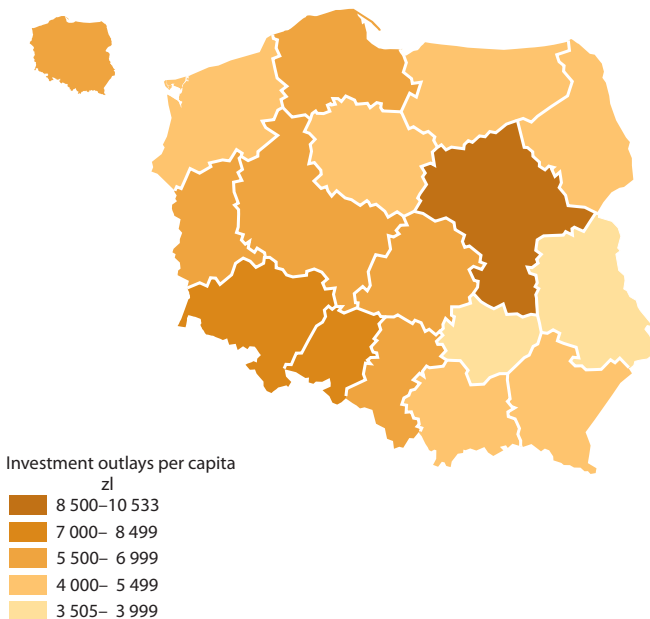 Investment outlays per capita
zl
8 500–10 533
7 000– 8 499
5 500– 6 999
4 000– 5 499
3 505– 3 999